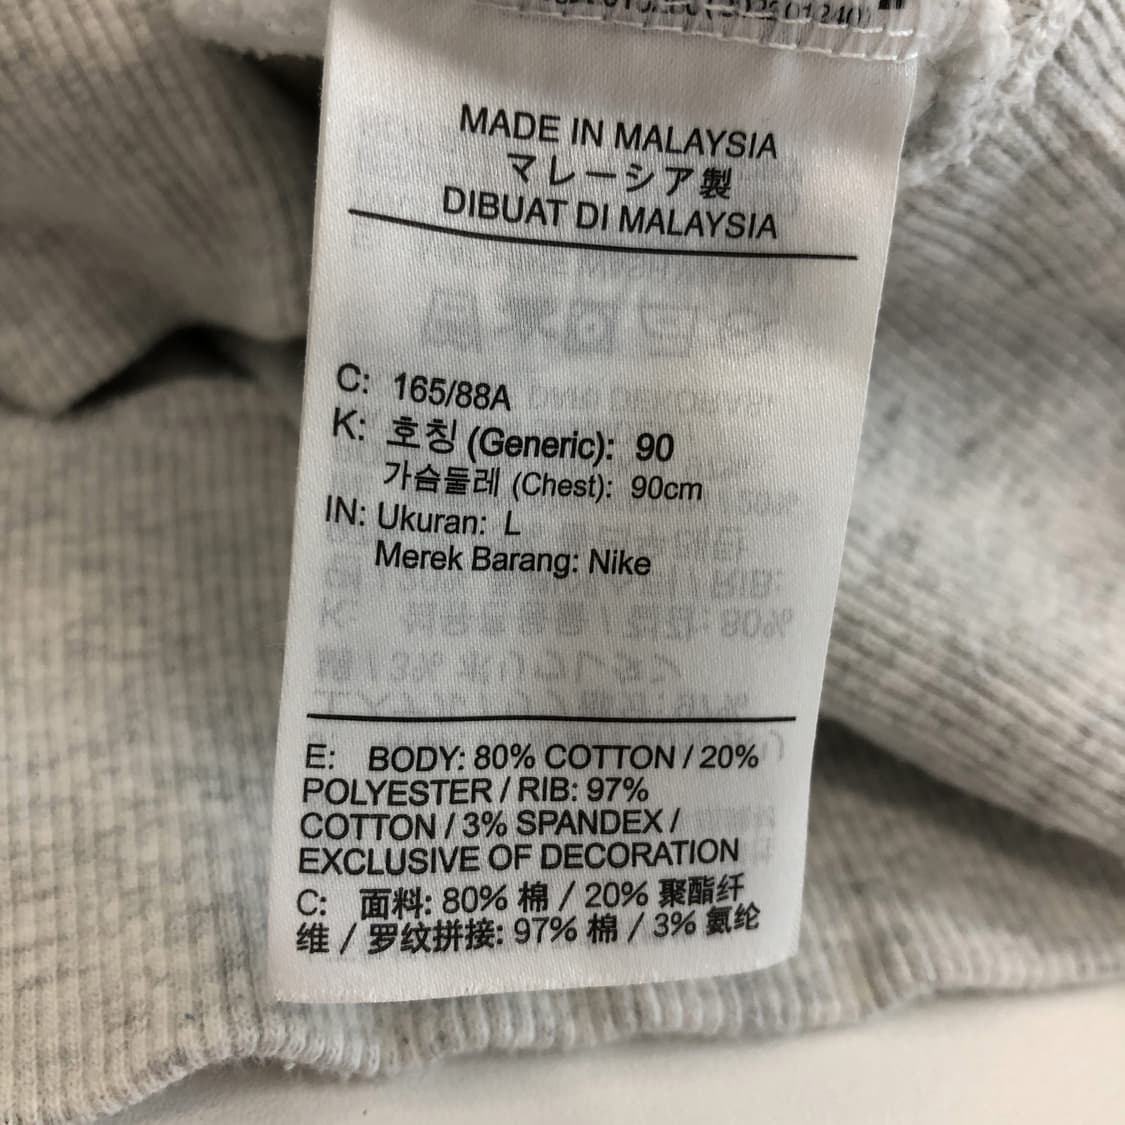 MADE IN MALAYSIA
マレーシア製
DIBUAT DI MALAYSIA
C: 165/88A
K: 호칭 (Generic): 90
가슴둘레 (Chest): 90cm
IN: Ukuran: L
Merek Barang: Nike
E: BODY: 80% COTTON / 20%
POLYESTER / RIB: 97%
COTTON / 3% SPANDEX /
EXCLUSIVE OF DECORATION
C: 面料: 80% 棉 / 20% 聚酯纤
维 / 罗纹拼接: 97% 棉 / 3% 氨纶